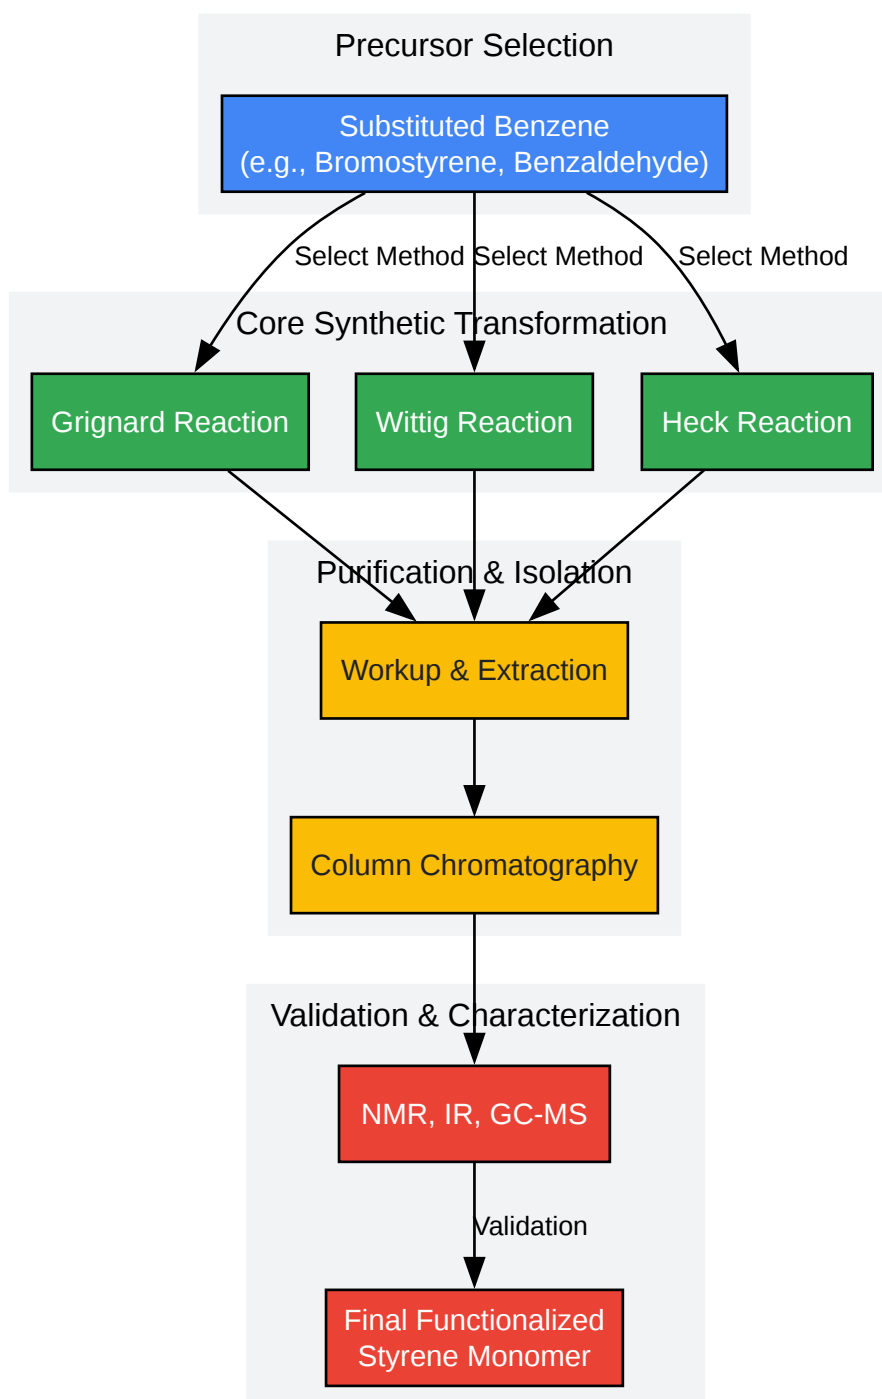 Precursor Selection
Substituted Benzene
(e.g., Bromostyrene, Benzaldehyde)
Select Method
Select Method
Select Method
Core Synthetic Transformation
Grignard Reaction
Wittig Reaction
Heck Reaction
Purification & Isolation
Workup & Extraction
Column Chromatography
Validation & Characterization
NMR, IR, GC-MS
Validation
Final Functionalized
Styrene Monomer